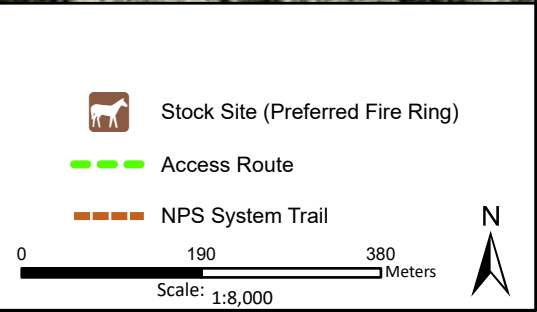 Stock Site (Preferred Fire Ring)
Access Route
NPS System Trail
N
0 190 380
Meters
Scale: 1:8,000